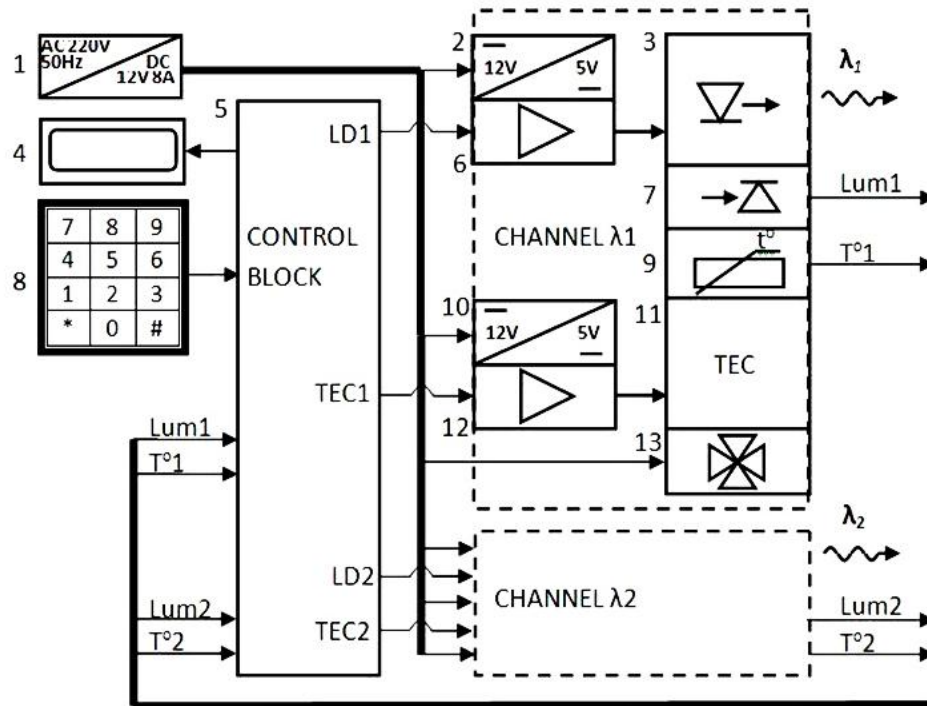 AC 220V
50Hz
DC
12V 8A
1
2
12V
5V
3
λ1
4
5
LD1
6
7
Lum1
7 8 9
4 5 6
1 2 3
* 0 #
8
CONTROL
BLOCK
CHANNEL λ1
9
t°
T°1
10
12V
5V
11
TEC
TEC1
12
13
Lum1
T°1
λ2
LD2
CHANNEL λ2
Lum2
TEC2
T°2
Lum2
T°2